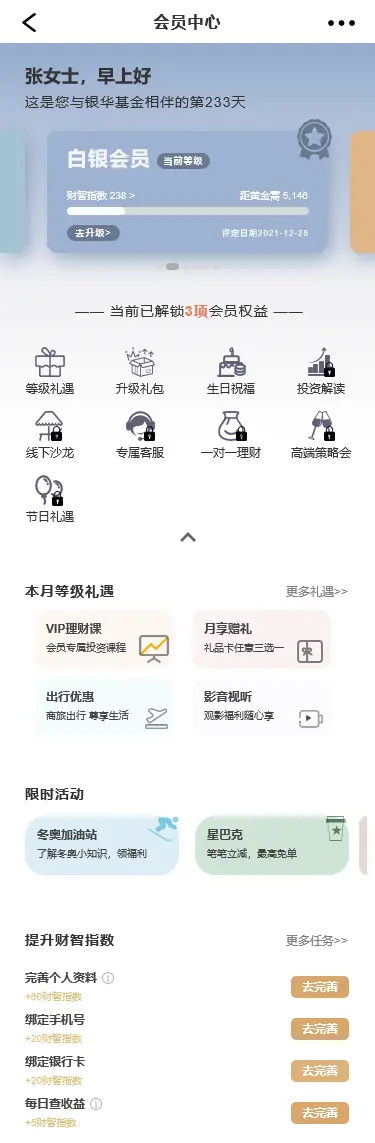 会员中心
张女士，早上好
这是您与银华基金相伴的第233天
白银会员 当前等级
财智指数 238 > 距黄金需 5,146
去升级> 评定日期2021-12-26
—— 当前已解锁3项会员权益 ——
等级礼遇 升级礼包 生日祝福 投资解读
线下沙龙 专属客服 一对一理财 高端策略会
节日礼遇
本月等级礼遇 更多礼遇>>
VIP理财课 月享赠礼
会员专属投资课程 礼品卡任意三选一
出行优惠 影音视听
商旅出行 尊享生活 观影福利随心享
限时活动
冬奥加油站 星巴克
了解冬奥小知识，领福利 笔笔立减，最高免单
提升财智指数 更多任务>>
完善个人资料 去完善
+60财智指数
绑定手机号 去完善
+20财智指数
绑定银行卡 去完善
+20财智指数
每日查收益 去完善
+5财智指数